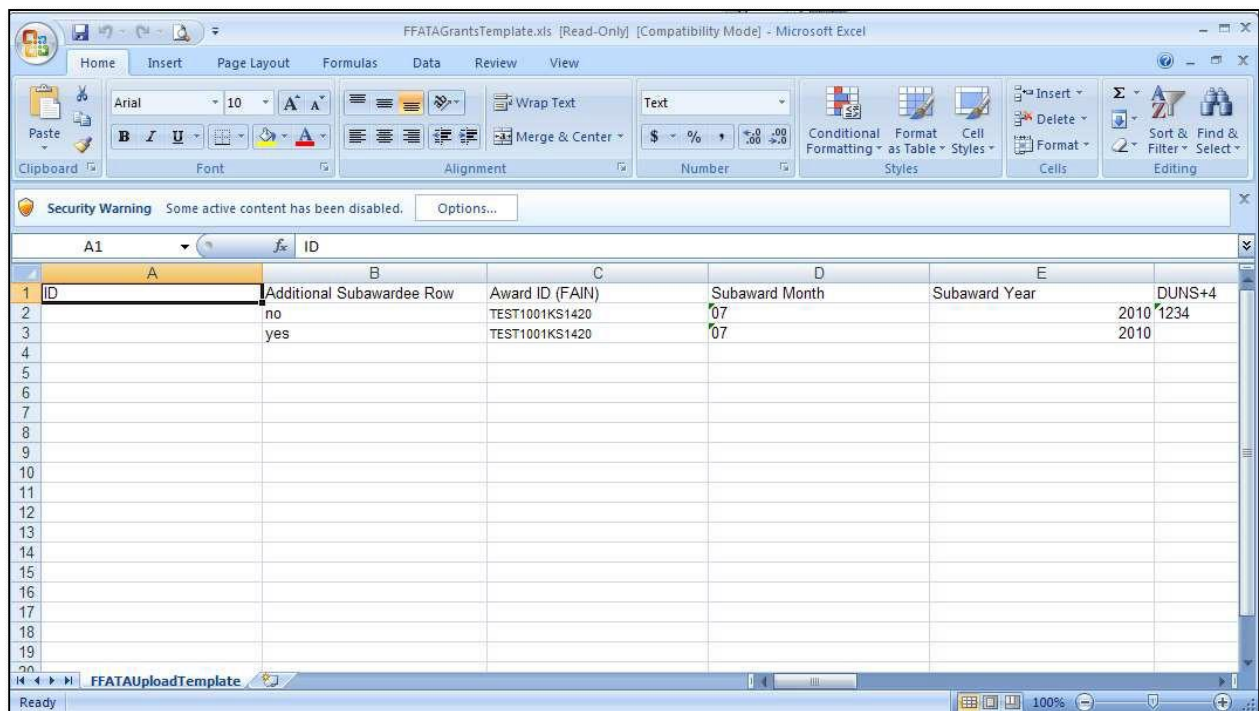 FFATAGrantsTemplate.xls [Read-Only] [Compatibility Mode] - Microsoft Excel
Home Insert Page Layout Formulas Data Review View
Paste
Arial 10 A A
B I U A
Wrap Text
Merge & Center
Text
$ % , .0 .00 .00 .0
Conditional Formatting
Format as Table
Cell Styles
Insert
Delete
Format
Σ
Sort & Filter
Find & Select
Clipboard Font Alignment Number Styles Cells Editing
Security Warning Some active content has been disabled. Options...
A1 fx ID
A B C D E
1 ID Additional Subawardee Row Award ID (FAIN) Subaward Month Subaward Year DUNS+4
2 no TEST1001KS1420 07 2010 1234
3 yes TEST1001KS1420 07 2010
4
5
6
7
8
9
10
11
12
13
14
15
16
17
18
19
20
FFATAUploadTemplate
Ready 100%